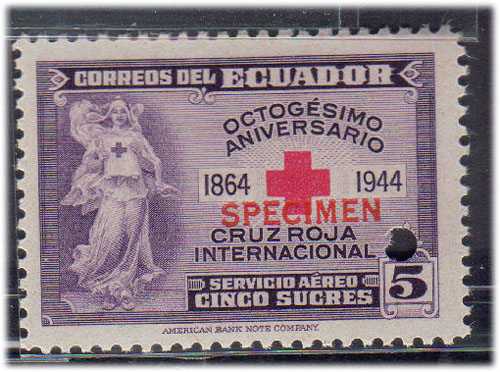 CORREOS DEL ECUADOR
OCTOGÉSIMO
ANIVERSARIO
1864 1944
SPECIMEN
CRUZ ROJA
INTERNACIONAL
SERVICIO AÉREO
CINCO SUCRES
5
AMERICAN BANK NOTE COMPANY.